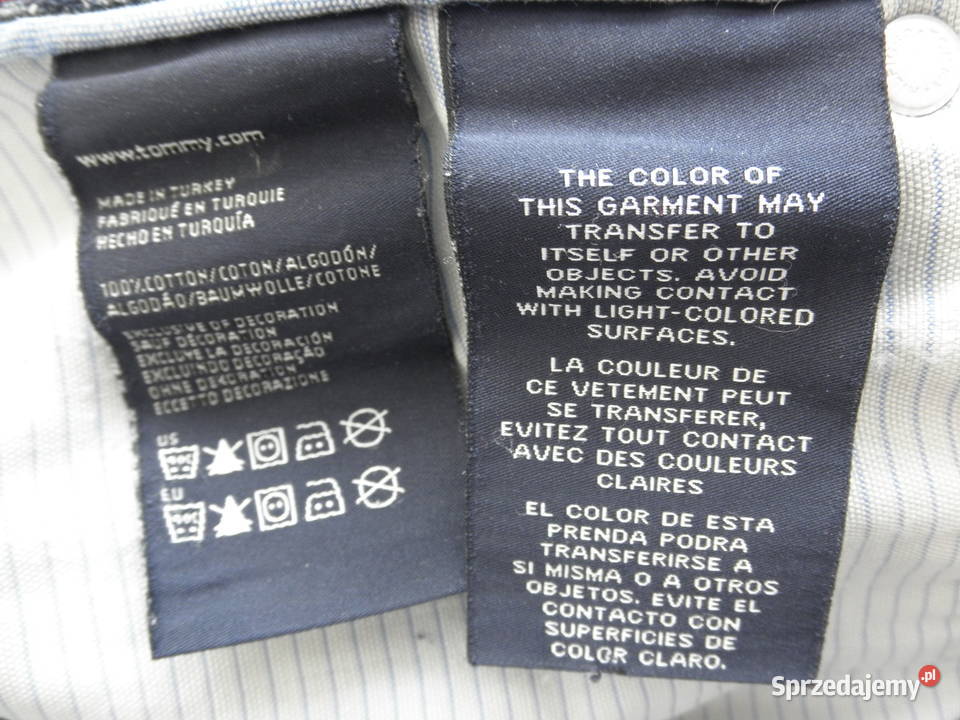 www.tommy.com
MADE IN TURKEY
FABRIQUÉ EN TURQUIE
HECHO EN TURQUÍA
100% COTTON/COTON/ALGODÓN/
ALGODÃO/BAUMWOLLE/COTONE
EXCLUSIVE OF DECORATION
SAUF DÉCORATION
EXCLUYE LA DECORACIÓN
EXCLUINDO DECORAÇÃO
OHNE DEKORATION
ECCETTO DECORAZIONE
US
EU
THE COLOR OF
THIS GARMENT MAY
TRANSFER TO
ITSELF OR OTHER
OBJECTS. AVOID
MAKING CONTACT
WITH LIGHT-COLORED
SURFACES.
LA COULEUR DE
CE VETEMENT PEUT
SE TRANSFERER,
EVITEZ TOUT CONTACT
AVEC DES COULEURS
CLAIRES
EL COLOR DE ESTA
PRENDA PODRA
TRANSFERIRSE A
SI MISMA O A OTROS
OBJETOS. EVITE EL
CONTACTO CON
SUPERFICIES DE
COLOR CLARO.
Sprzedajemy.pl